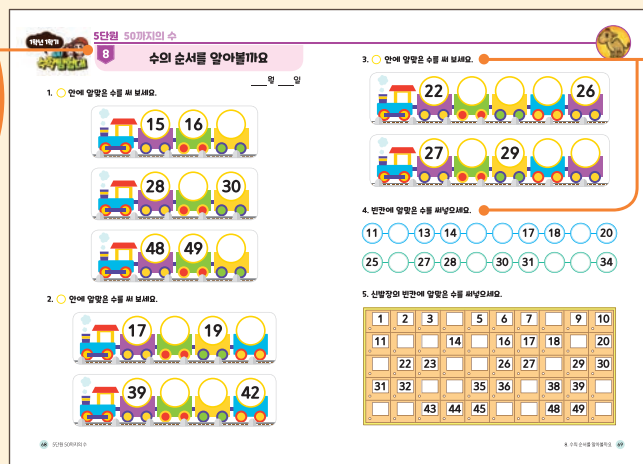 1학년 1학기
수학탐험대
5단원 50까지의 수
8
수의 순서를 알아볼까요
월 일
1. 안에 알맞은 수를 써 보세요.
15 16
28 30
48 49
2. 안에 알맞은 수를 써 보세요.
17 19
39 42
68 5단원 50까지의 수
3. 안에 알맞은 수를 써 보세요.
22 26
27 29
4. 빈칸에 알맞은 수를 써넣으세요.
11 13 14 17 18 20
25 27 28 30 31 34
5. 신발장의 빈칸에 알맞은 수를 써넣으세요.
1 2 3 5 6 7 9 10
11 14 16 17 18 20
22 23 26 27 29 30
31 32 35 36 38 39
43 44 45 48 49
8. 수의 순서를 알아볼까요 69